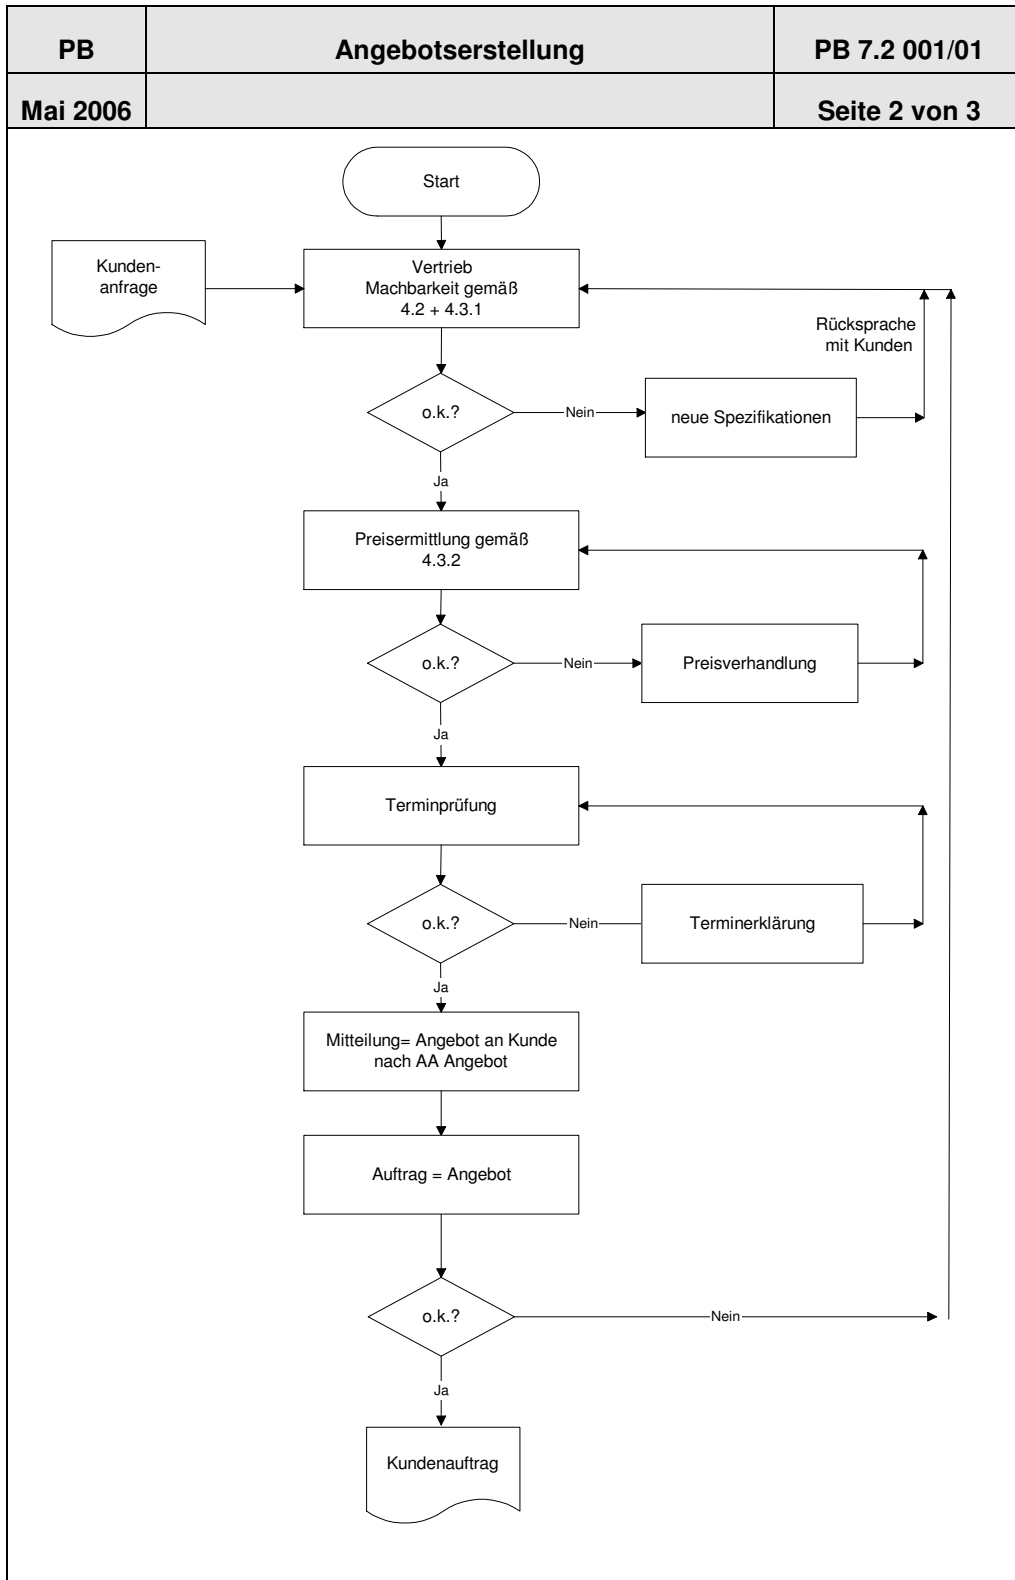 PB
Angebotserstellung
PB 7.2 001/01
Mai 2006
Seite 2 von 3
Start
Kunden-
anfrage
Vertrieb
Machbarkeit gemäß
4.2 + 4.3.1
Rücksprache
mit Kunden
o.k.?
Nein
neue Spezifikationen
Ja
Preisermittlung gemäß
4.3.2
o.k.?
Nein
Preisverhandlung
Ja
Terminprüfung
o.k.?
Nein
Terminerklärung
Ja
Mitteilung= Angebot an Kunde
nach AA Angebot
Auftrag = Angebot
o.k.?
Nein
Ja
Kundenauftrag